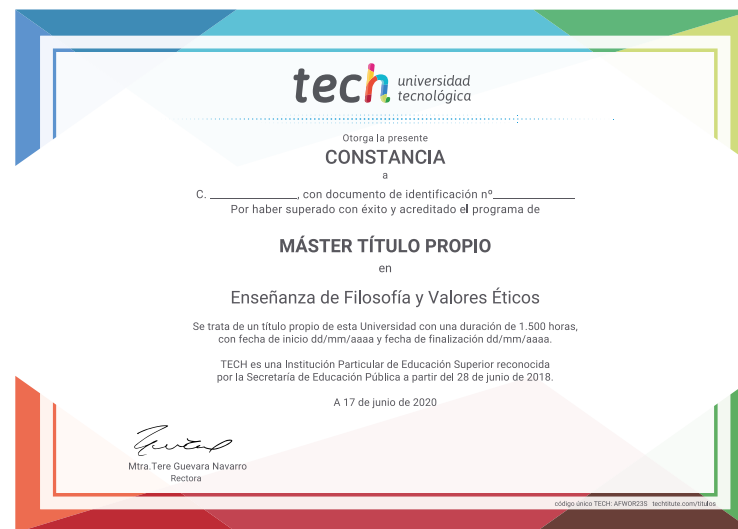 tech universidad
tecnológica
Otorga la presente
CONSTANCIA
a
C. ______________, con documento de identificación nº______________
Por haber superado con éxito y acreditado el programa de
MÁSTER TÍTULO PROPIO
en
Enseñanza de Filosofía y Valores Éticos
Se trata de un título propio de esta Universidad con una duración de 1.500 horas,
con fecha de inicio dd/mm/aaaa y fecha de finalización dd/mm/aaaa.
TECH es una Institución Particular de Educación Superior reconocida
por la Secretaría de Educación Pública a partir del 28 de junio de 2018.
A 17 de junio de 2020
Mtra.Tere Guevara Navarro
Rectora
código único TECH: AFWOR23S techtitute.com/titulos